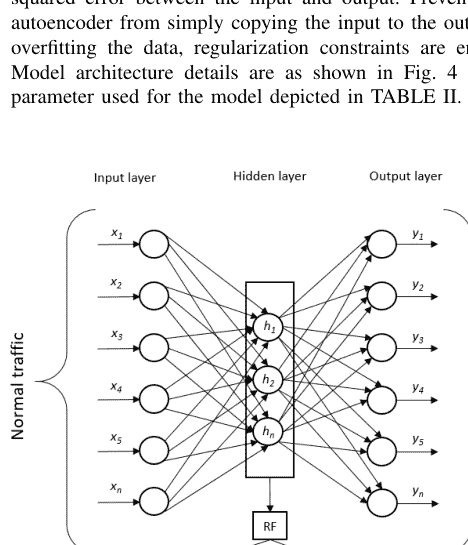 squared error between the input and output.
autoencoder from simply copying the input to the
overfitting the data, regularization constraints are
Model architecture details are as shown in Fig. 4
parameter used for the model depicted in TABLE II.
Input layer Hidden layer Output layer
x1 y1
x2 y2
h1
x3 y3
h2
x4 y4
hn
x5 y5
xn yn
Normal traffic
RF